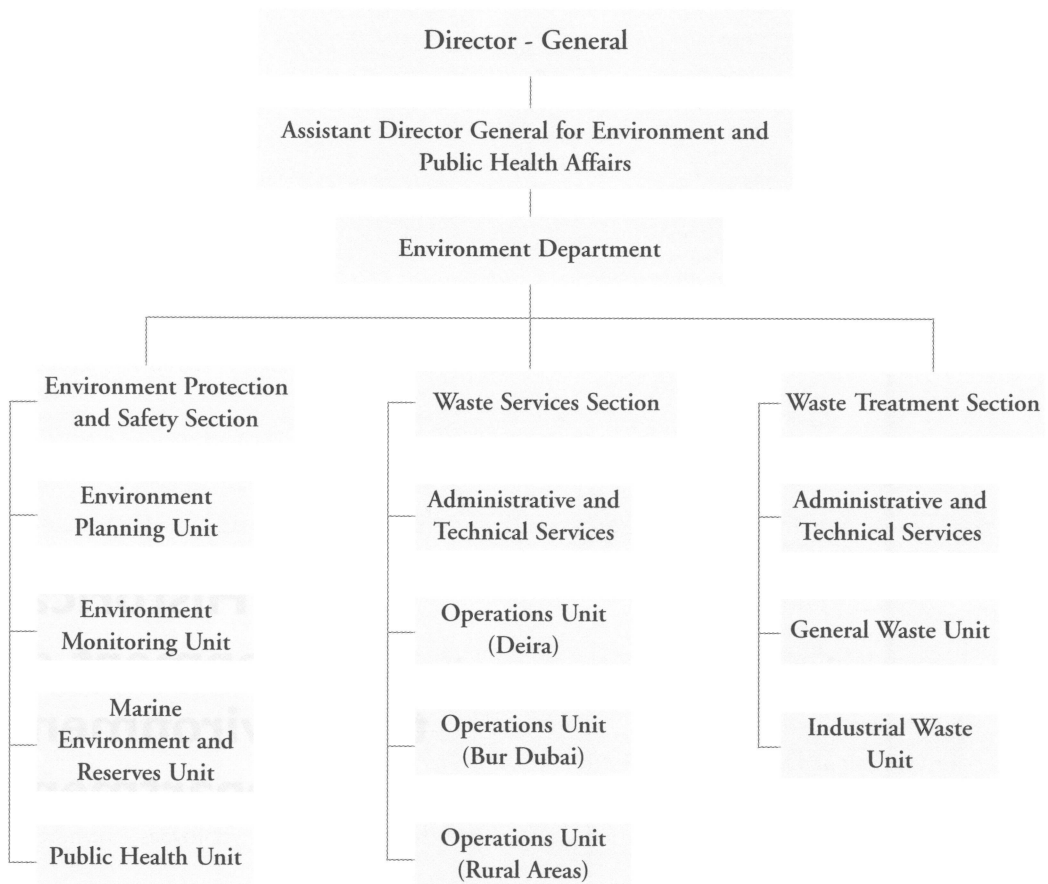 Director - General
Assistant Director General for Environment and
Public Health Affairs
Environment Department
Environment Protection
and Safety Section
Environment
Planning Unit
Environment
Monitoring Unit
Marine
Environment and
Reserves Unit
Public Health Unit
Waste Services Section
Administrative and
Technical Services
Operations Unit
(Deira)
Operations Unit
(Bur Dubai)
Operations Unit
(Rural Areas)
Waste Treatment Section
Administrative and
Technical Services
General Waste Unit
Industrial Waste
Unit